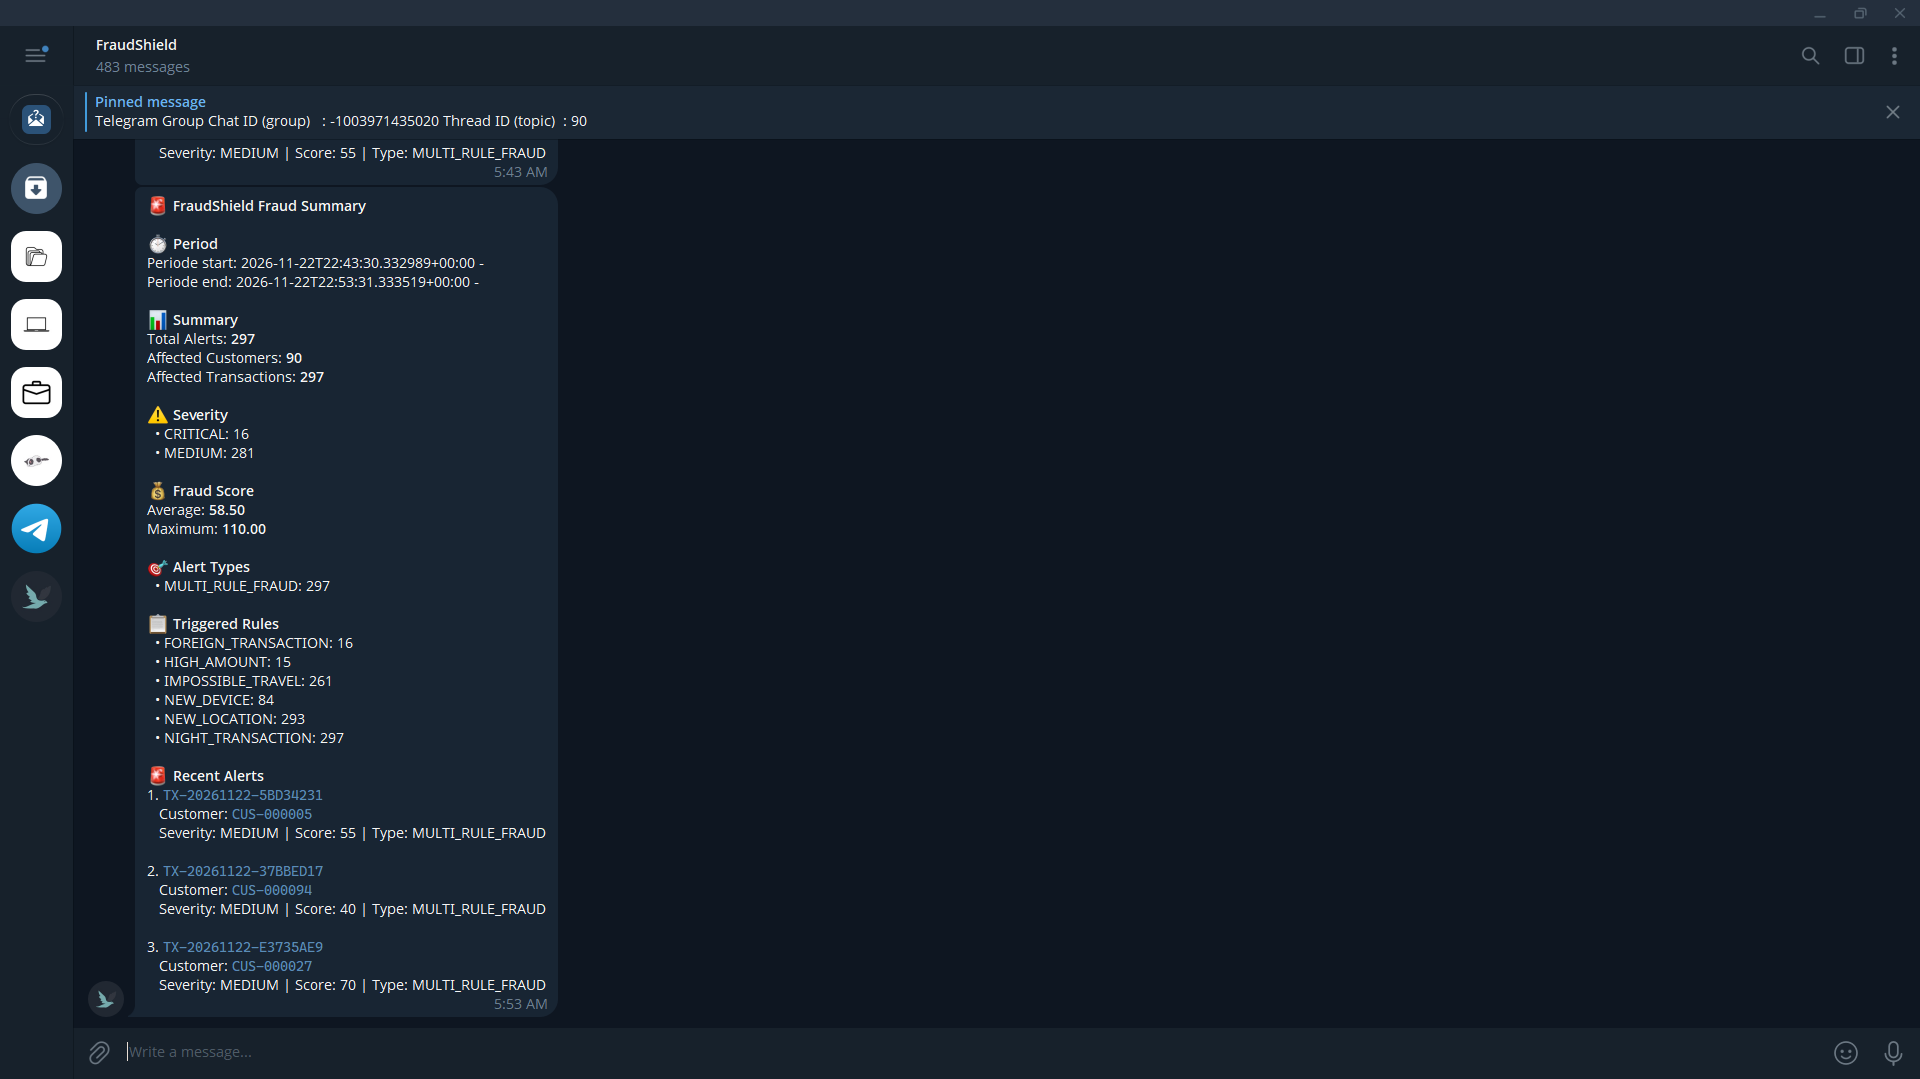 FraudShield
483 messages
Pinned message
Telegram Group Chat ID (group)   : -1003971435020 Thread ID (topic)  : 90
Severity: MEDIUM | Score: 55 | Type: MULTI_RULE_FRAUD
5:43 AM
🚨 FraudShield Fraud Summary
⏱ Period
Periode start: 2026-11-22T22:43:30.332989+00:00 -
Periode end: 2026-11-22T22:53:31.333519+00:00 -
📊 Summary
Total Alerts: 297
Affected Customers: 90
Affected Transactions: 297
⚠️ Severity
• CRITICAL: 16
• MEDIUM: 281
💰 Fraud Score
Average: 58.50
Maximum: 110.00
🎯 Alert Types
• MULTI_RULE_FRAUD: 297
📋 Triggered Rules
• FOREIGN_TRANSACTION: 16
• HIGH_AMOUNT: 15
• IMPOSSIBLE_TRAVEL: 261
• NEW_DEVICE: 84
• NEW_LOCATION: 293
• NIGHT_TRANSACTION: 297
🚨 Recent Alerts
1. TX-20261122-5BD34231
Customer: CUS-000005
Severity: MEDIUM | Score: 55 | Type: MULTI_RULE_FRAUD
2. TX-20261122-37BBED17
Customer: CUS-000094
Severity: MEDIUM | Score: 40 | Type: MULTI_RULE_FRAUD
3. TX-20261122-E3735AE9
Customer: CUS-000027
Severity: MEDIUM | Score: 70 | Type: MULTI_RULE_FRAUD
5:53 AM
Write a message...